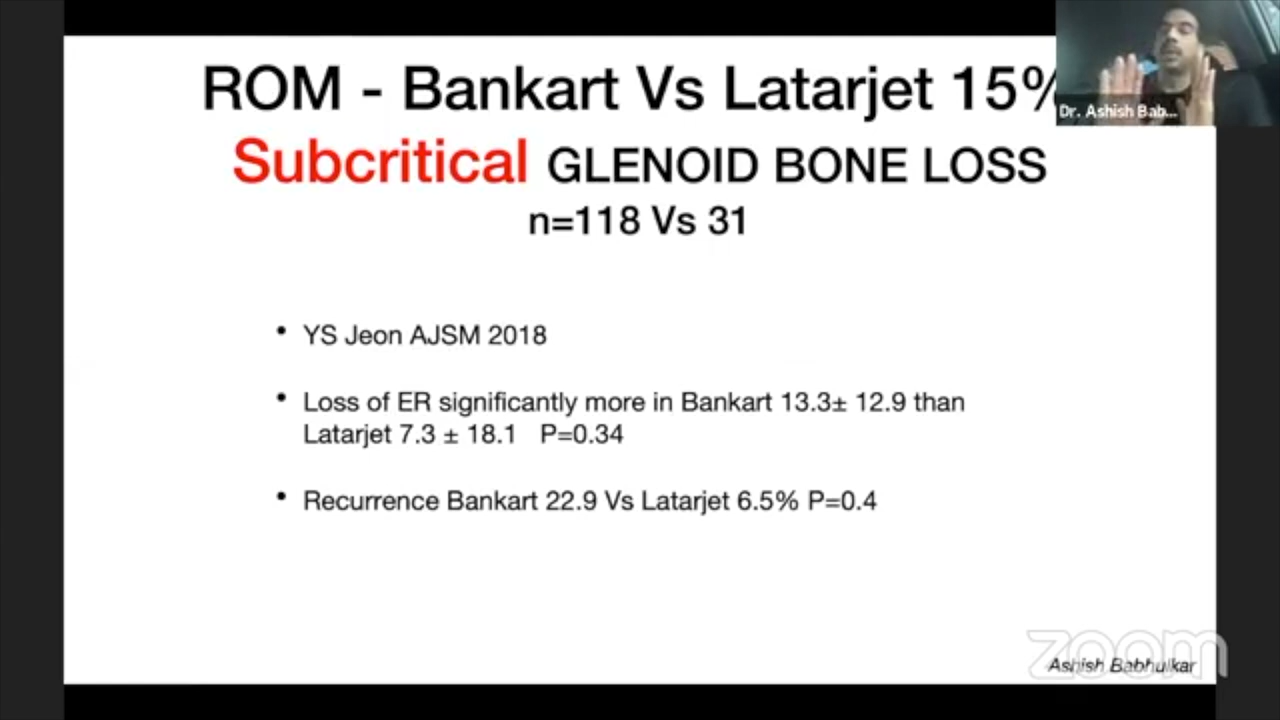 ROM - Bankart Vs Latarjet 15%
Dr. Ashish Bab...
Subcritical GLENOID BONE LOSS
n=118 Vs 31
• YS Jeon AJSM 2018
• Loss of ER significantly more in Bankart 13.3± 12.9 than
Latarjet 7.3 ± 18.1 P=0.34
• Recurrence Bankart 22.9 Vs Latarjet 6.5% P=0.4
zoom
Ashish Babhulkar